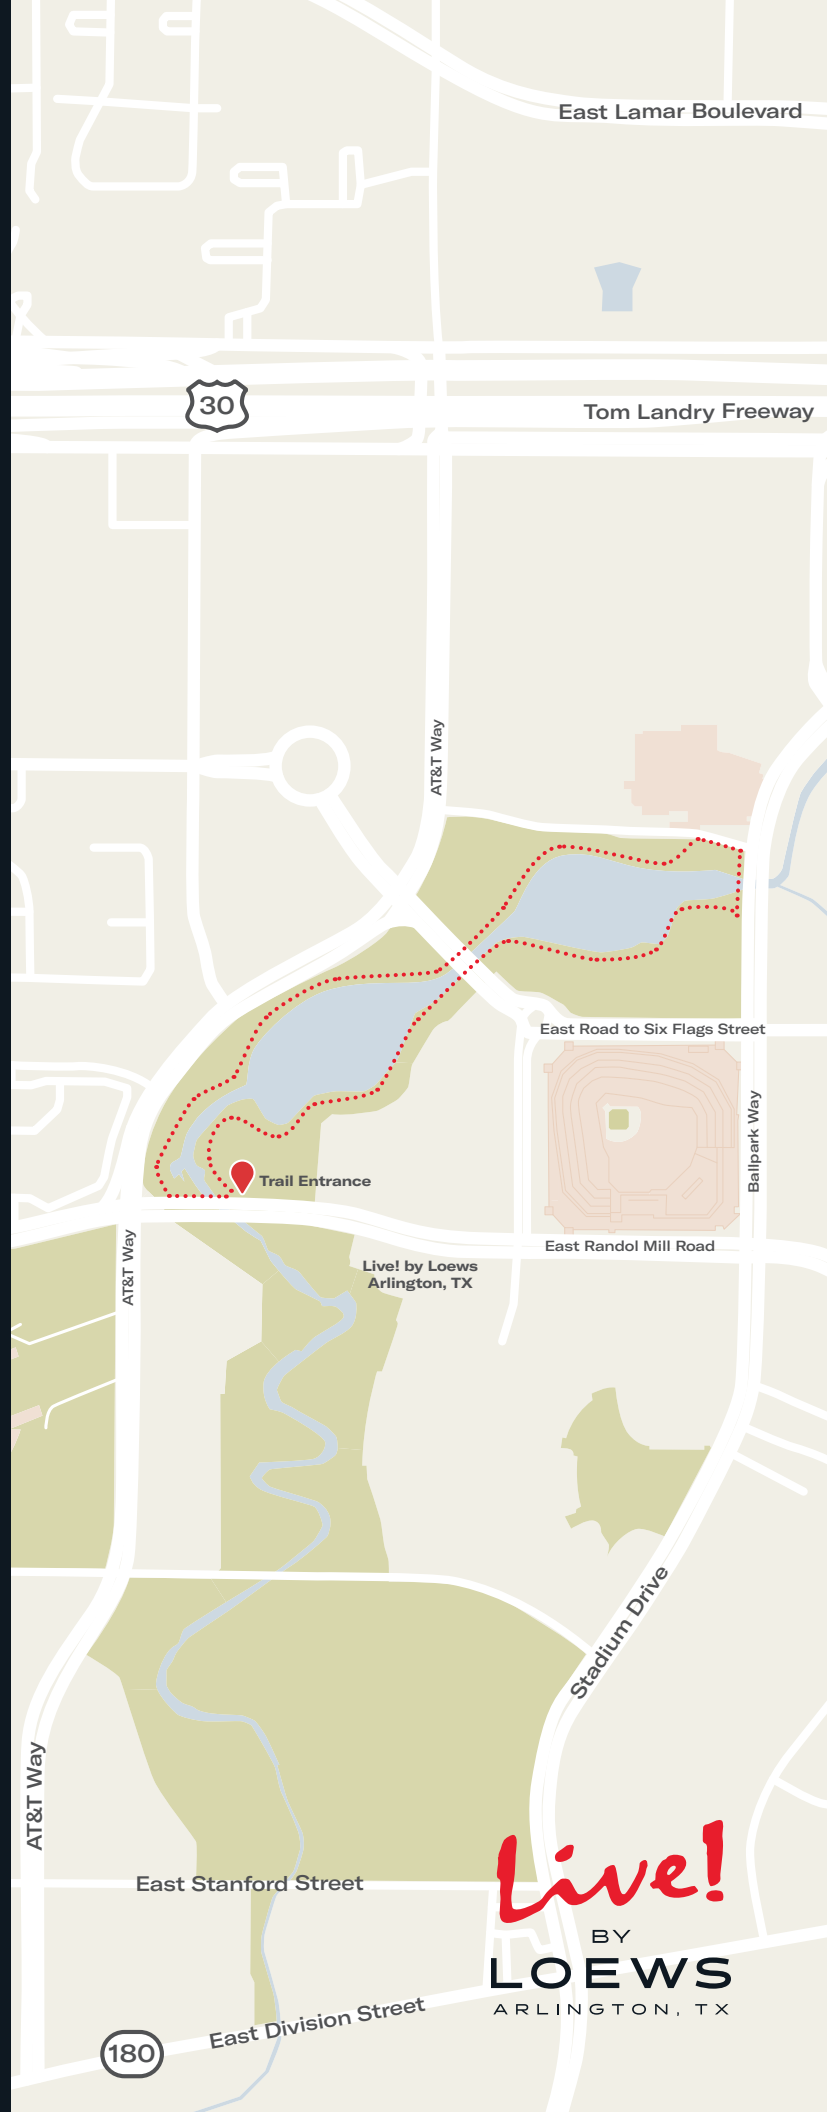 East Lamar Boulevard
30
Tom Landry Freeway
AT&T Way
East Road to Six Flags Street
Ballpark Way
Trail Entrance
AT&T Way
East Randol Mill Road
Live! by Loews
Arlington, TX
Stadium Drive
AT&T Way
East Stanford Street
Live!
BY
LOEWS
ARLINGTON, TX
East Division Street
180